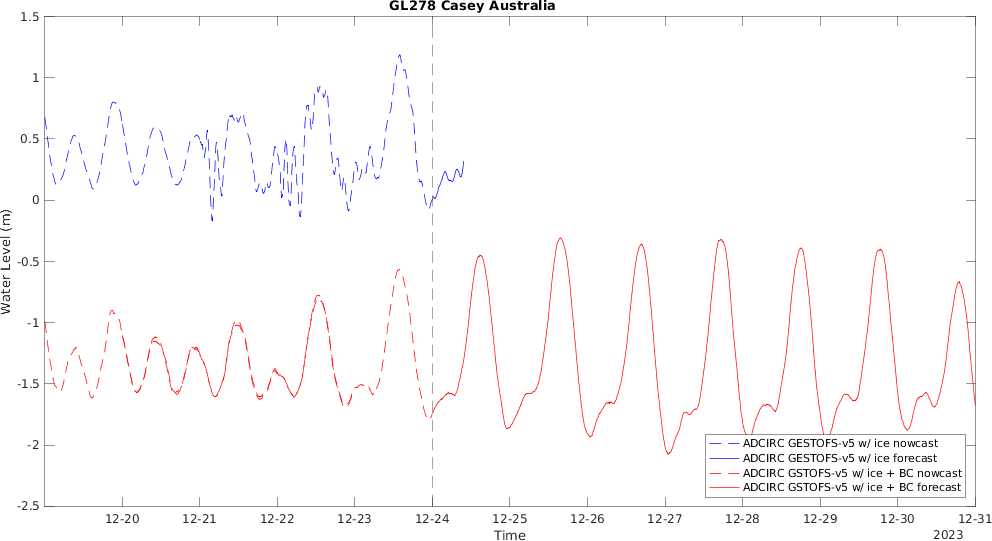 GL278 Casey Australia
1.5
1
0.5
0
-0.5
-1
-1.5
-2
-2.5
Water Level (m)
ADCIRC GESTOFS-v5 w/ ice nowcast
ADCIRC GESTOFS-v5 w/ ice forecast
ADCIRC GSTOFS-v5 w/ ice + BC nowcast
ADCIRC GSTOFS-v5 w/ ice + BC forecast
12-20 12-21 12-22 12-23 12-24 12-25 12-26 12-27 12-28 12-29 12-30 12-31
Time
2023